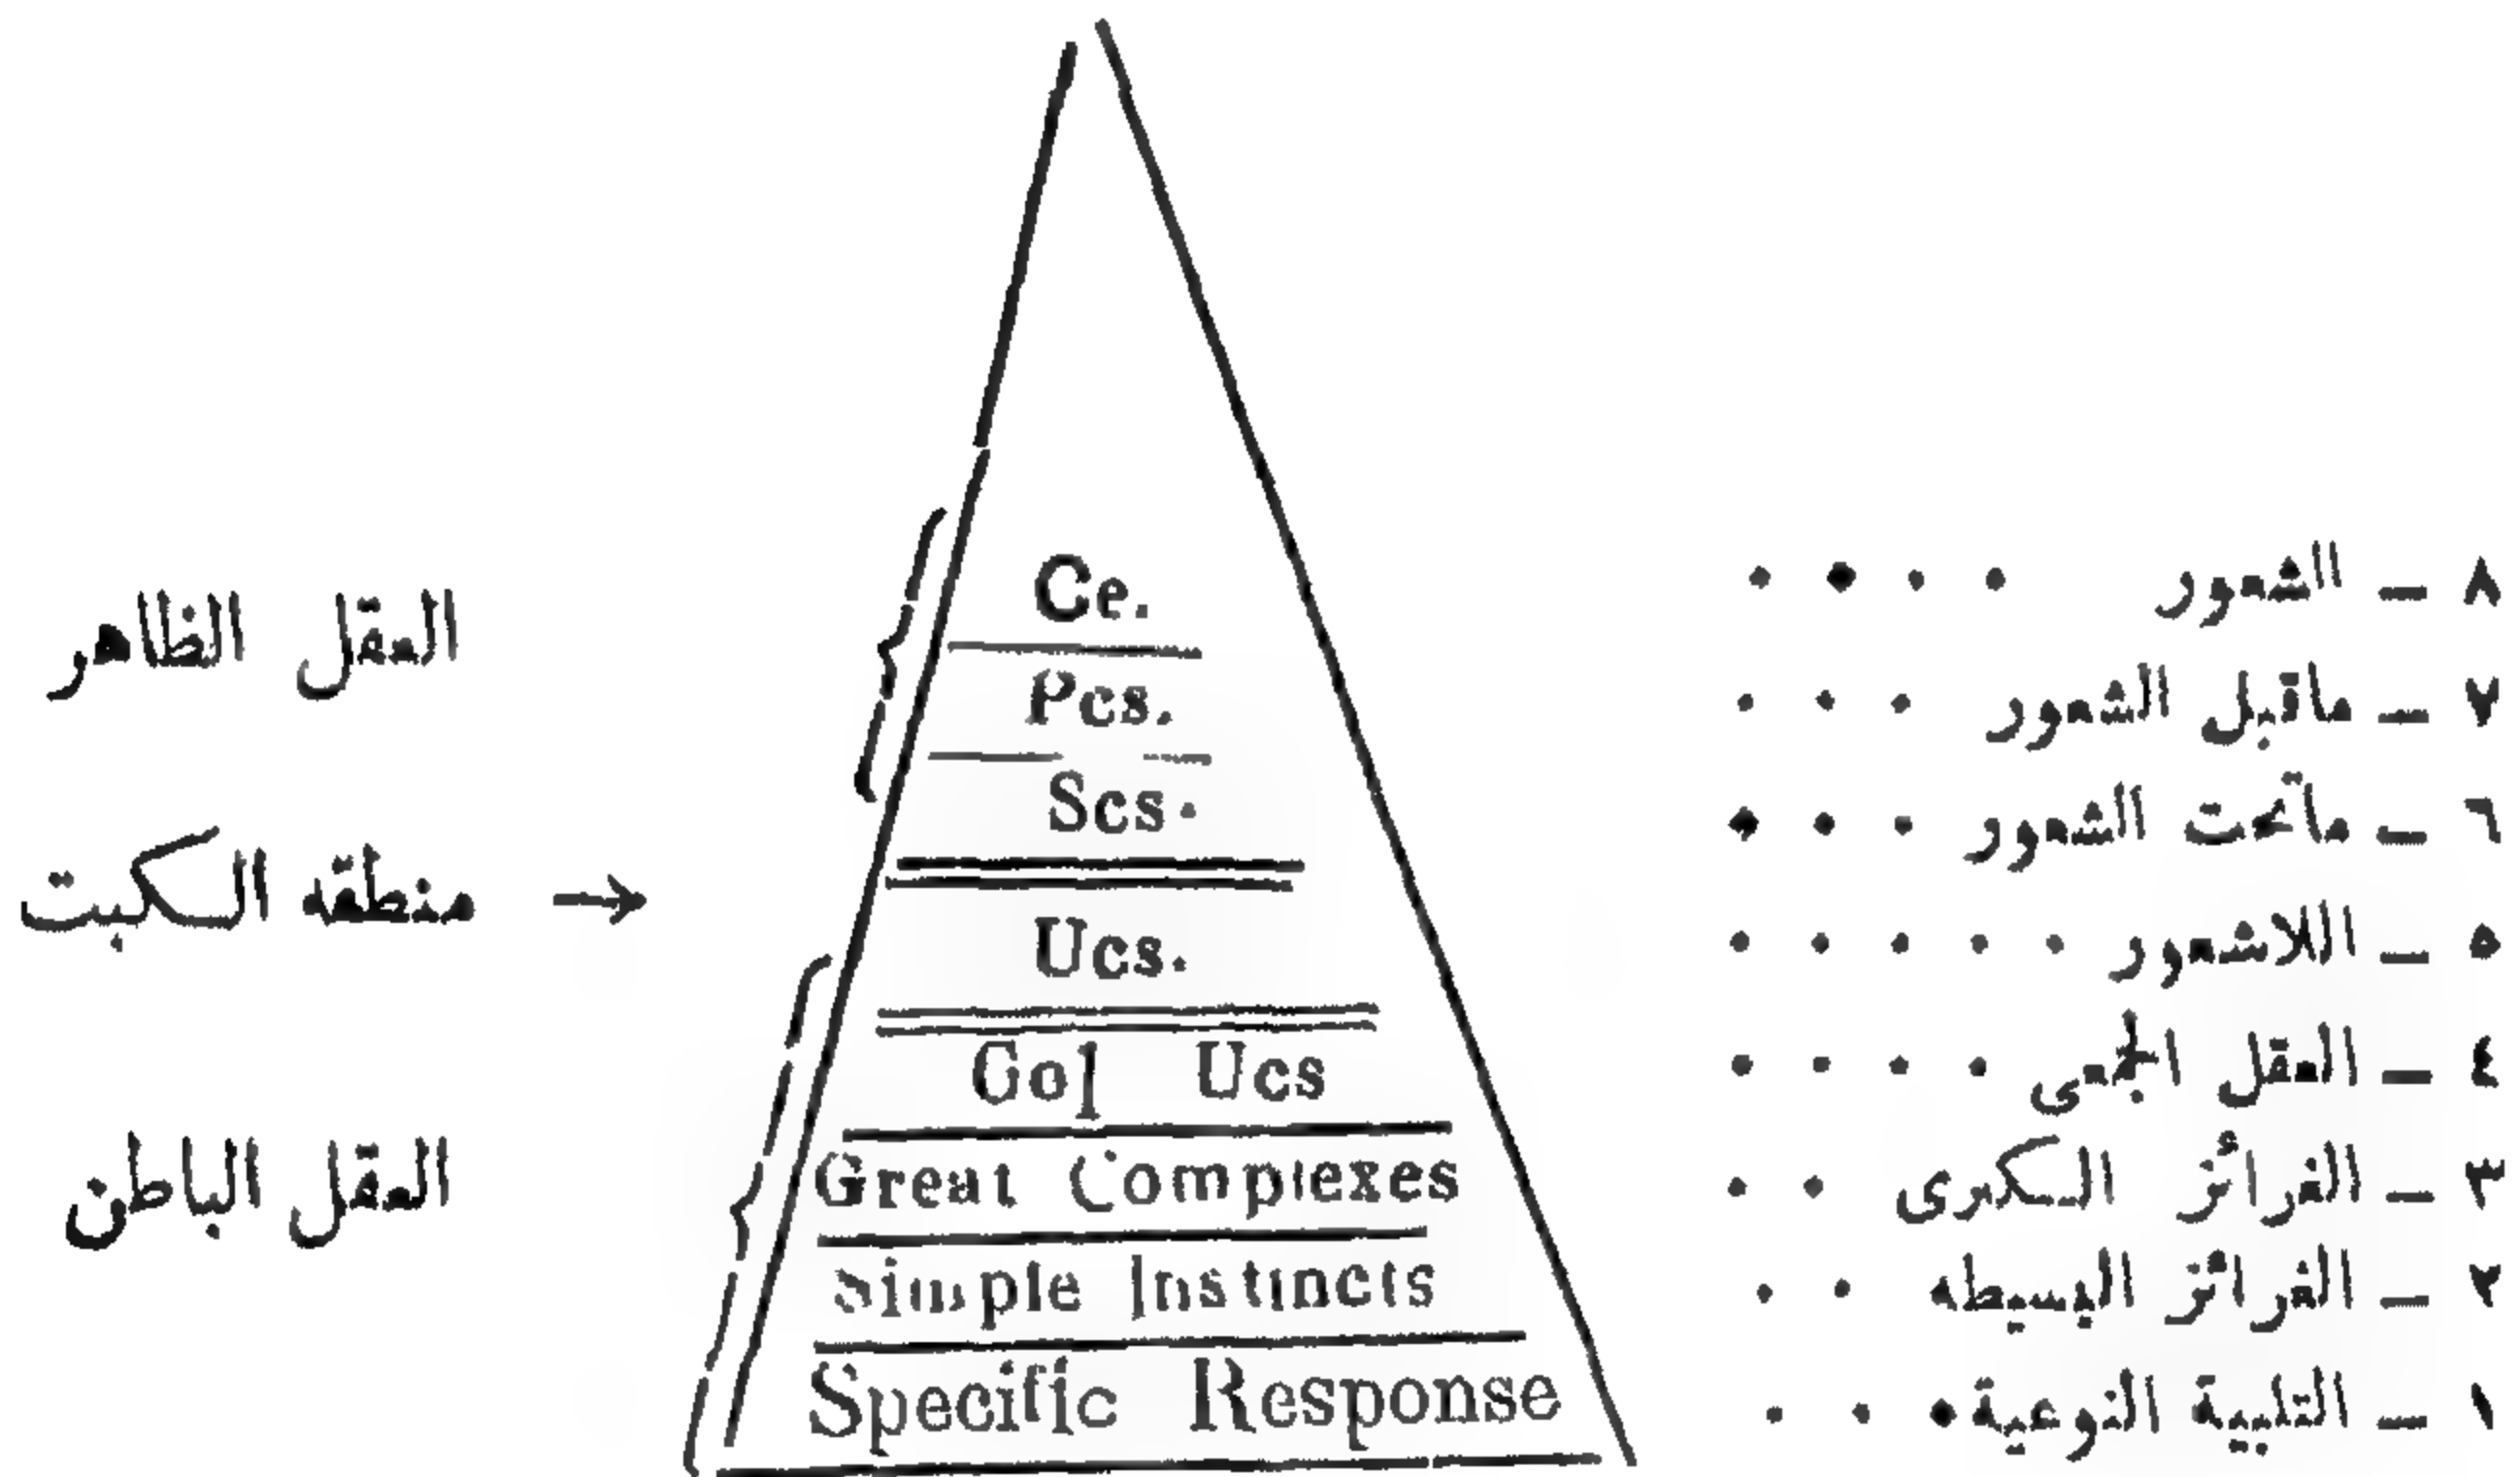 ٨ — الشعور . . . .
Ce.
العقل الظاهر
٧ — ماقبل الشعور . . .
Pcs.
٦ — ماتحت الشعور . . .
Scs.
منطقه الكبت →
٥ — اللاشعور . . . . .
Ucs.
٤ — العقل الجمعى . . . .
Col Ucs
٣ — الغرائز الكبرى . .
Great Complexes
العقل الباطن
٢ — الغرائز البسيطه . .
Simple Instincts
١ — التلبية النوعية . . .
Specific Response